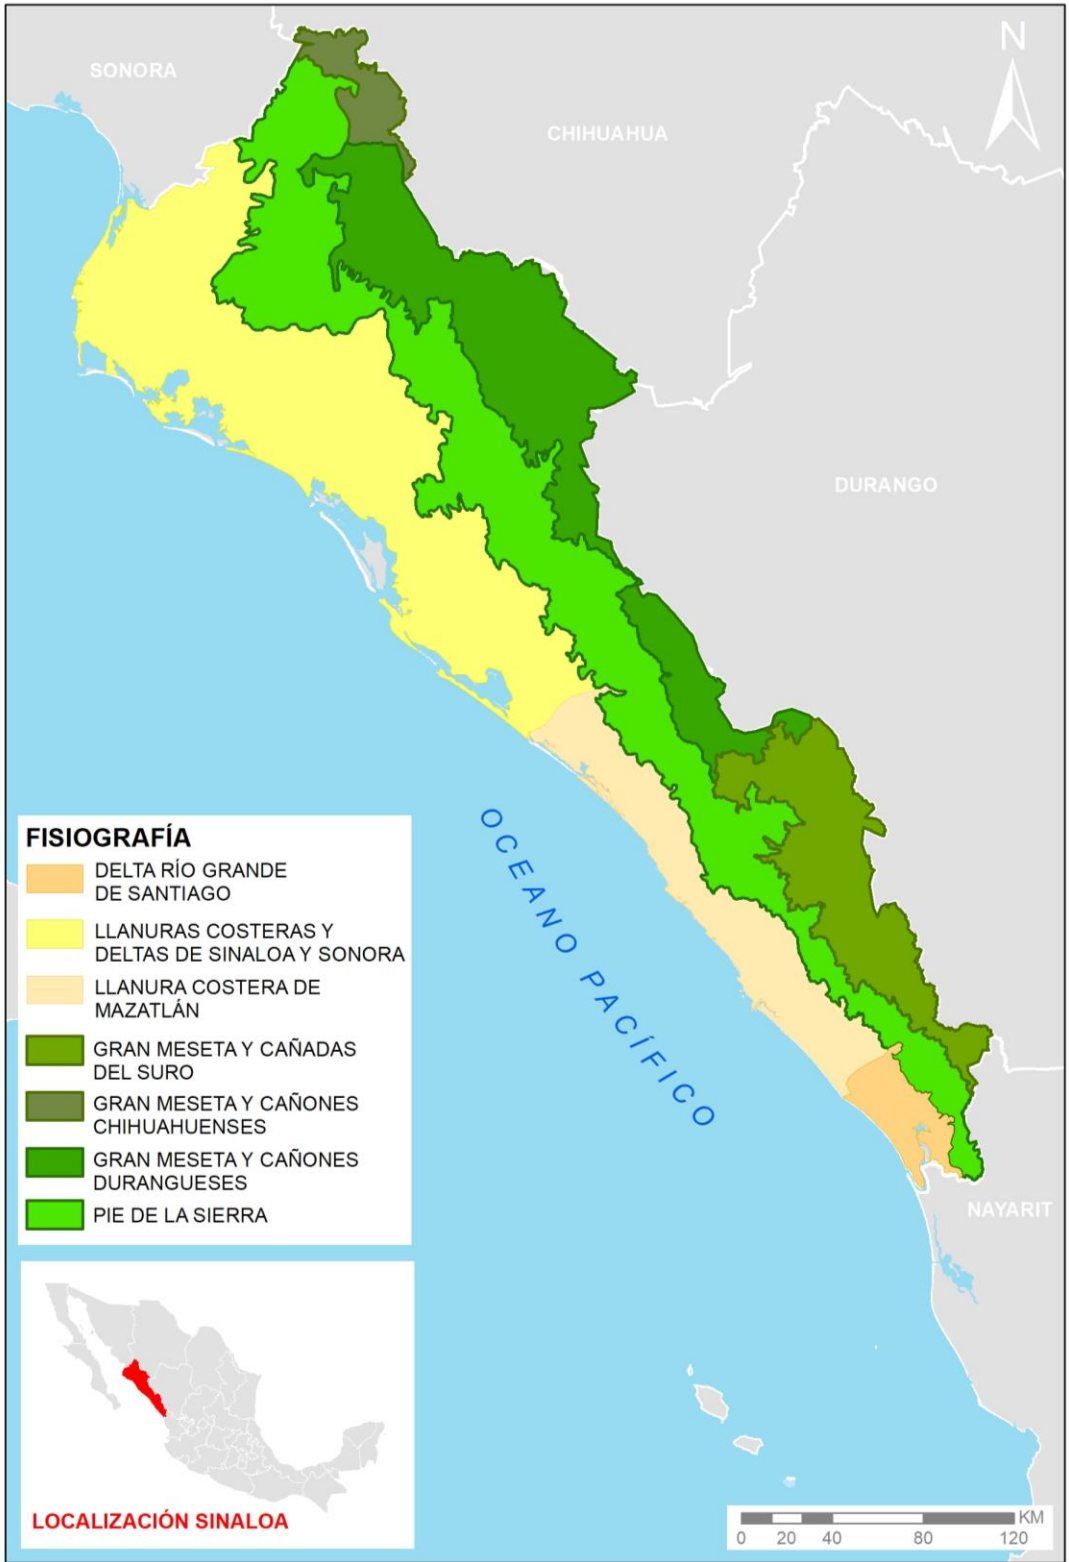 N
SONORA
CHIHUAHUA
DURANGO
OCEANO PACÍFICO
NAYARIT
FISIOGRAFÍA
DELTA RÍO GRANDE
DE SANTIAGO
LLANURAS COSTERAS Y
DELTAS DE SINALOA Y SONORA
LLANURA COSTERA DE
MAZATLÁN
GRAN MESETA Y CAÑADAS
DEL SURO
GRAN MESETA Y CAÑONES
CHIHUAHUENSES
GRAN MESETA Y CAÑONES
DURANGUESES
PIE DE LA SIERRA
LOCALIZACIÓN SINALOA
KM
0 20 40 80 120